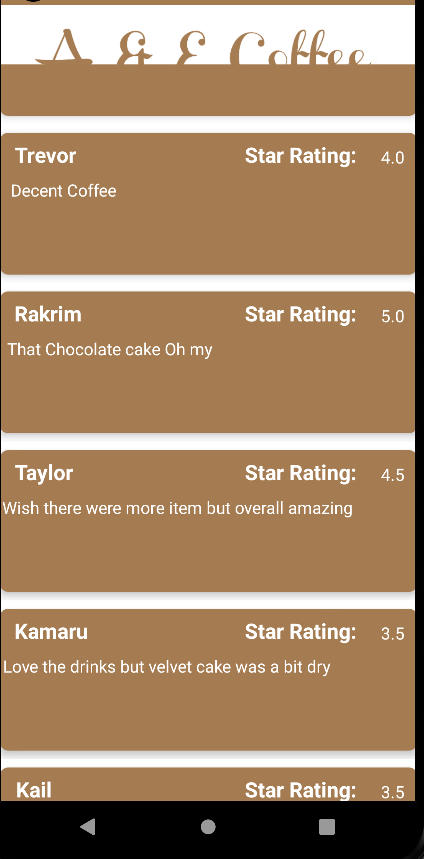 A & E Coffee
Trevor Star Rating: 4.0
Decent Coffee
Rakrim Star Rating: 5.0
That Chocolate cake Oh my
Taylor Star Rating: 4.5
Wish there were more item but overall amazing
Kamaru Star Rating: 3.5
Love the drinks but velvet cake was a bit dry
Kail Star Rating: 3.5